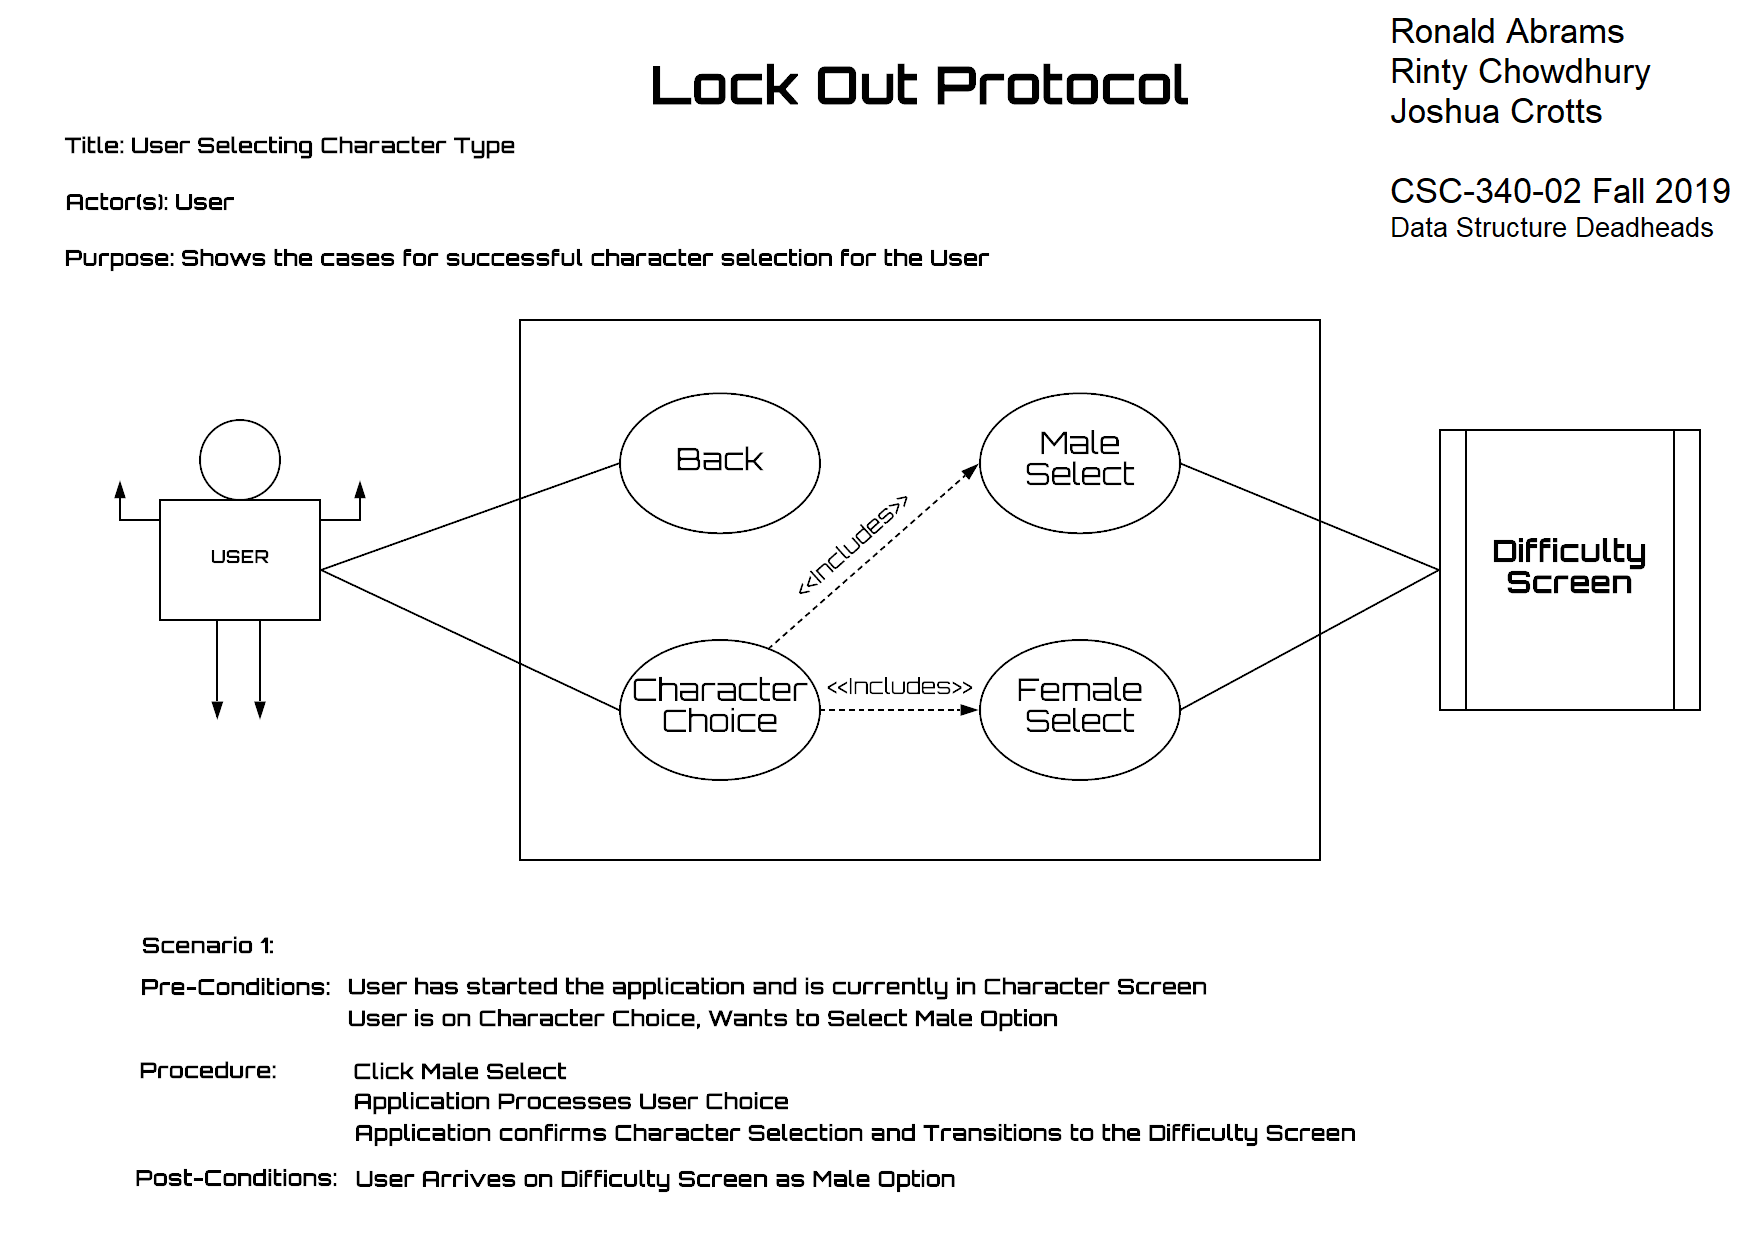 Ronald Abrams
Rinty Chowdhury
Joshua Crotts
CSC-340-02 Fall 2019
Data Structure Deadheads
Lock Out Protocol
Title: User Selecting Character Type
Actor(s): User
Purpose: Shows the cases for successful character selection for the User
USER
Back
Male
Select
<<Includes>>
Character
Choice
<<Includes>>
Female
Select
Difficulty
Screen
Scenario 1:
Pre-Conditions: User has started the application and is currently in Character Screen
User is on Character Choice, Wants to Select Male Option
Procedure: Click Male Select
Application Processes User Choice
Application confirms Character Selection and Transitions to the Difficulty Screen
Post-Conditions: User Arrives on Difficulty Screen as Male Option